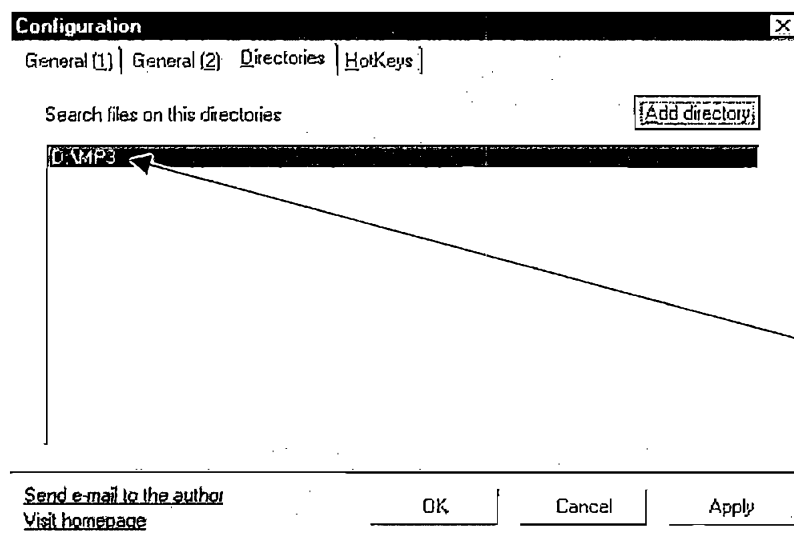 Configuration
General (1) General (2) Directories HotKeys
Search files on this directories
Add directory
D:\MP3
Send e-mail to the author
Visit homepage
OK Cancel Apply